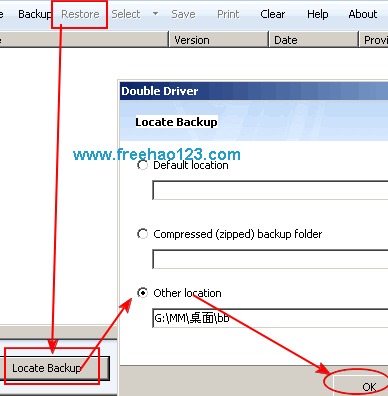 Backup Restore Select Save Print Clear Help About
Version Date
Double Driver
Locate Backup
www.freehao123.com
Default location
Compressed (zipped) backup folder
Other location
G:\MM\桌面\bb
Locate Backup
OK